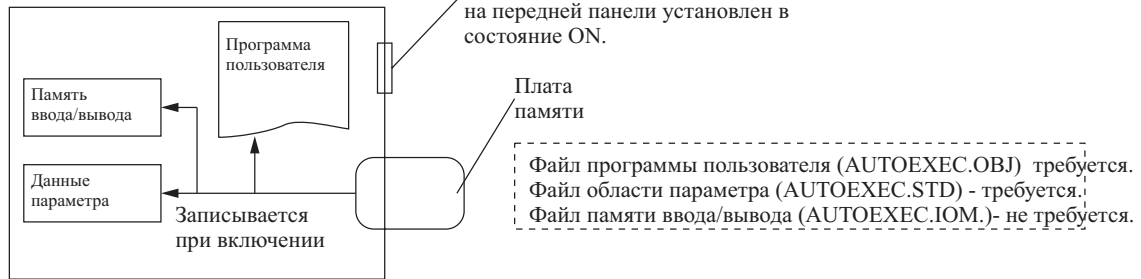 на передней панели установлен в
состояние ON.
Программа
пользователя
Память
ввода/вывода
Плата
памяти
Файл программы пользователя (AUTOEXEC.OBJ) требуется.
Файл области параметра (AUTOEXEC.STD) - требуется.
Файл памяти ввода/вывода (AUTOEXEC.IOM.)- не требуется.
Данные
параметра
Записывается
при включении